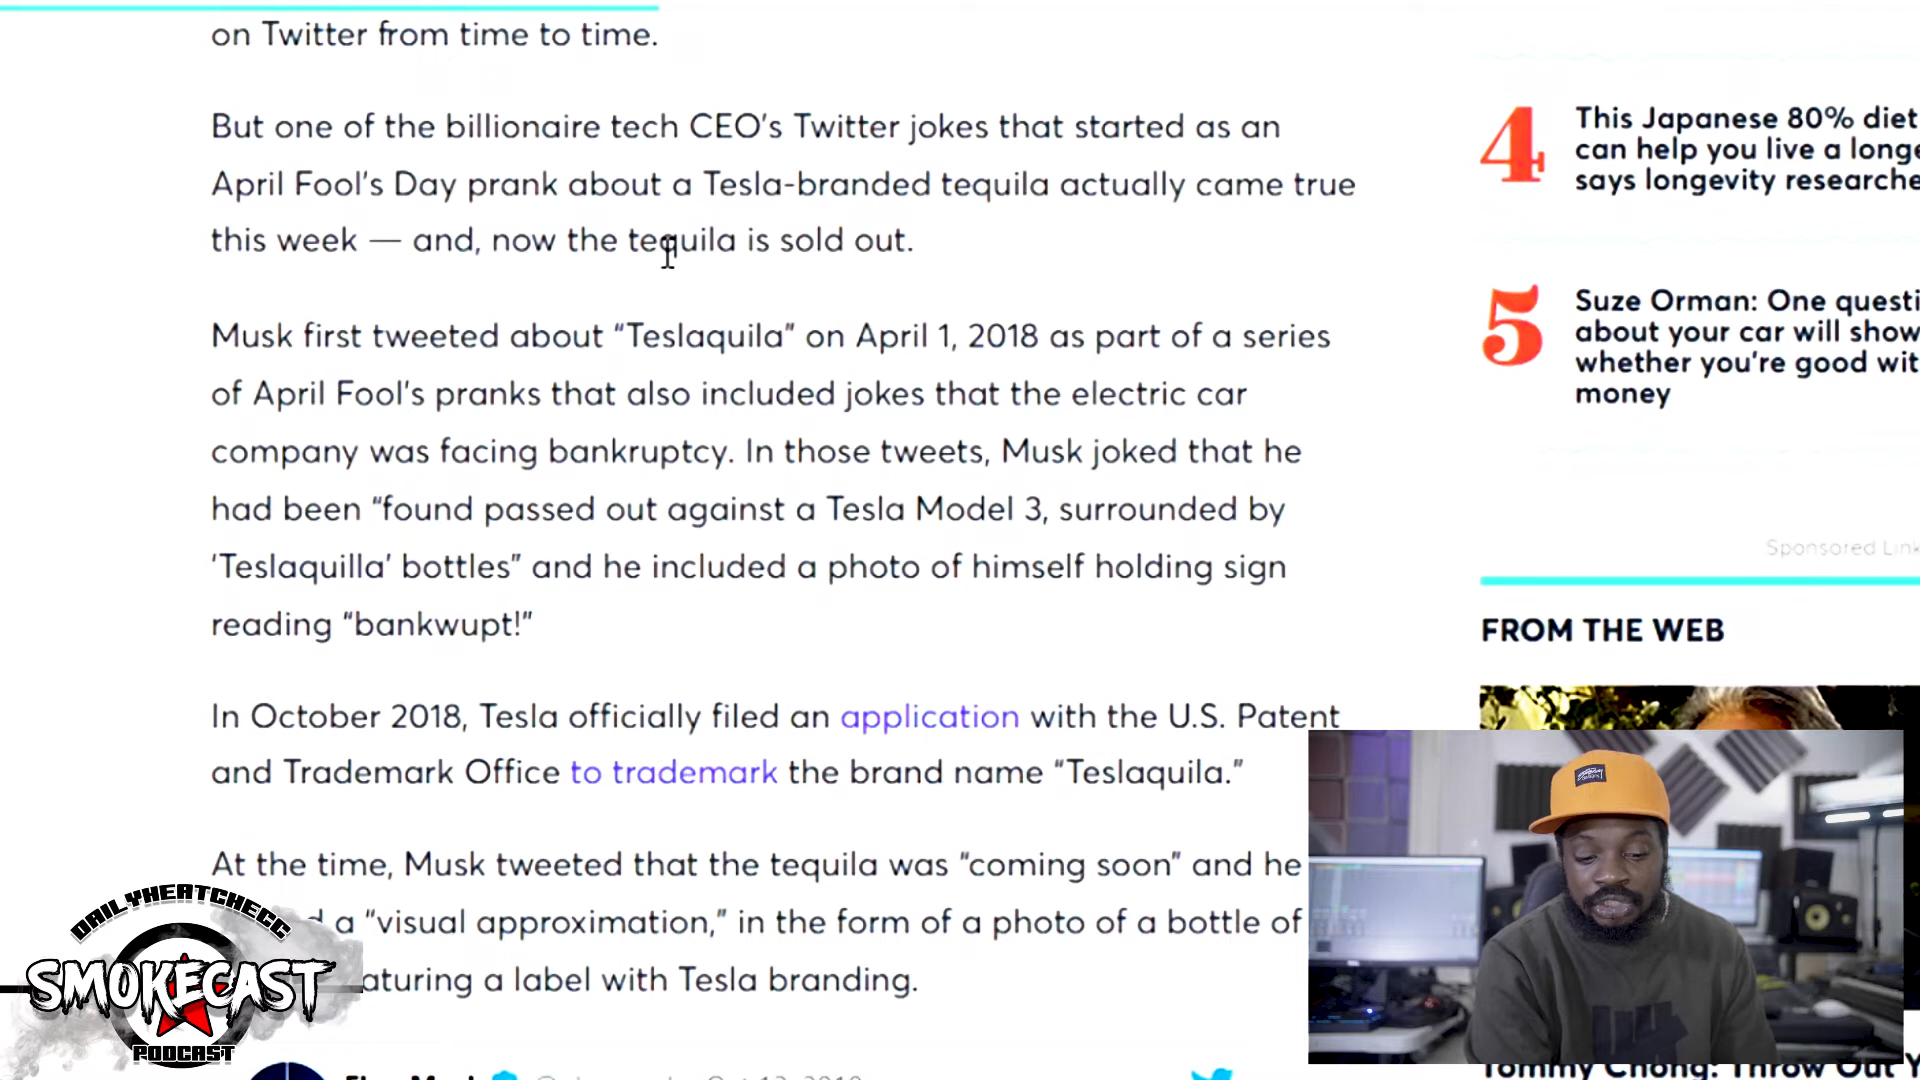 on Twitter from time to time.
But one of the billionaire tech CEO's Twitter jokes that started as an
April Fool's Day prank about a Tesla-branded tequila actually came true
this week — and, now the tequila is sold out.
Musk first tweeted about “Teslaquila” on April 1, 2018 as part of a series
of April Fool's pranks that also included jokes that the electric car
company was facing bankruptcy. In those tweets, Musk joked that he
had been “found passed out against a Tesla Model 3, surrounded by
‘Teslaquilla’ bottles” and he included a photo of himself holding sign
reading “bankwupt!”
In October 2018, Tesla officially filed an application with the U.S. Patent
and Trademark Office to trademark the brand name “Teslaquila.”
At the time, Musk tweeted that the tequila was “coming soon” and he
a “visual approximation,” in the form of a photo of a bottle of
aturing a label with Tesla branding.
4
This Japanese 80% diet
can help you live a longe
says longevity researche
5
Suze Orman: One questi
about your car will show
whether you're good wit
money
Sponsored Link
FROM THE WEB
Tommy Chong: Throw Out Y
DAILYHEATCHECC
SMOKECAST
PODCAST